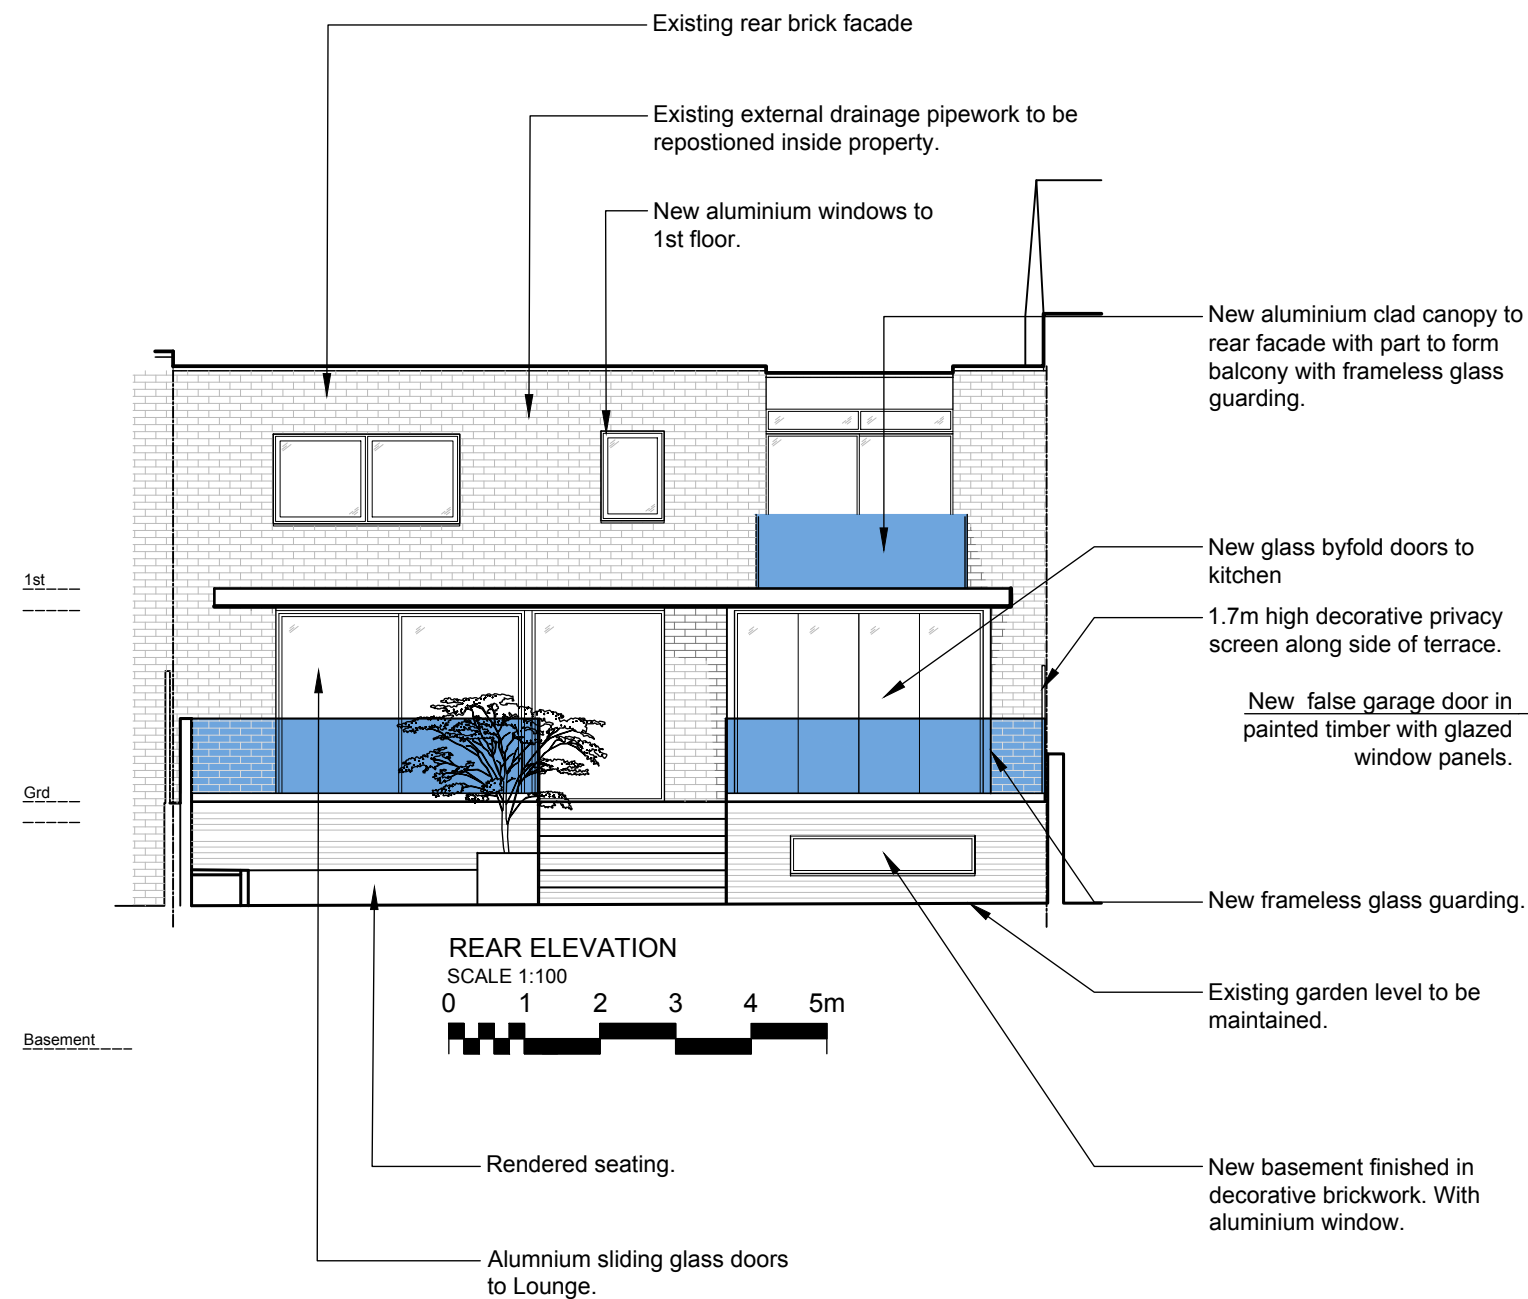 Existing rear brick facade
Existing external drainage pipework to be
repostioned inside property.
New aluminium windows to
1st floor.
New aluminium clad canopy to
rear facade with part to form
balcony with frameless glass
guarding.
New glass byfold doors to
kitchen
1st
1.7m high decorative privacy
screen along side of terrace.
New false garage door in
painted timber with glazed
window panels.
Grd
New frameless glass guarding.
REAR ELEVATION
SCALE 1:100
0 1 2 3 4 5m
Existing garden level to be
maintained.
Basement
Rendered seating.
New basement finished in
decorative brickwork. With
aluminium window.
Alumnium sliding glass doors
to Lounge.